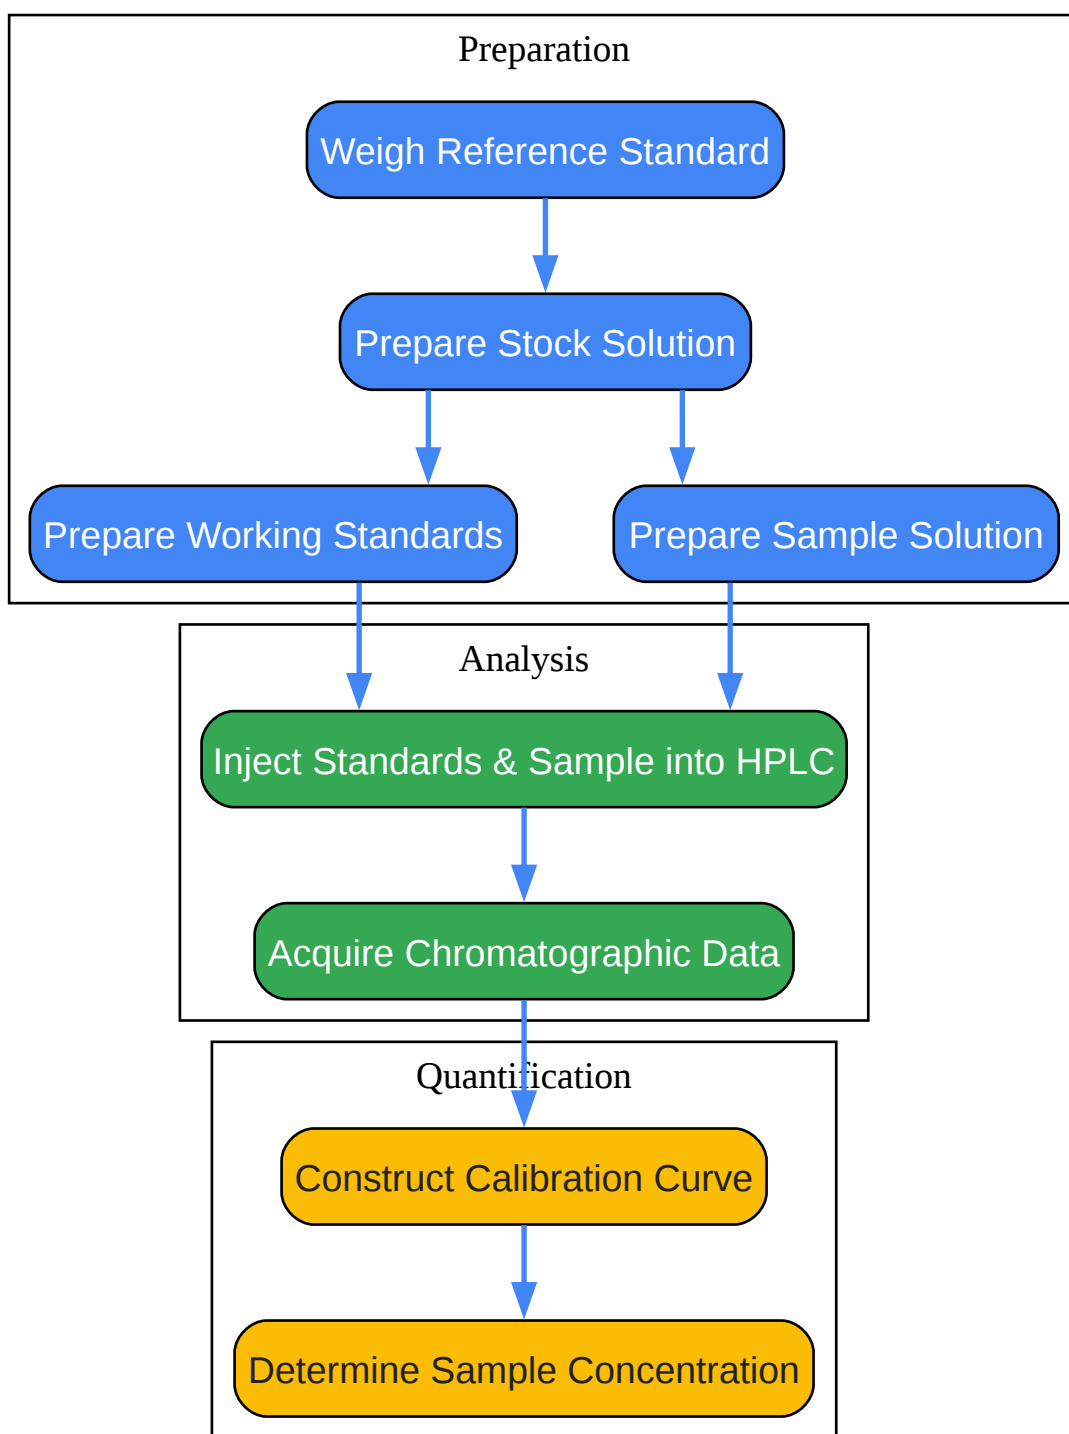 Preparation
Weigh Reference Standard
Prepare Stock Solution
Prepare Working Standards
Prepare Sample Solution
Analysis
Inject Standards & Sample into HPLC
Acquire Chromatographic Data
Quantification
Construct Calibration Curve
Determine Sample Concentration